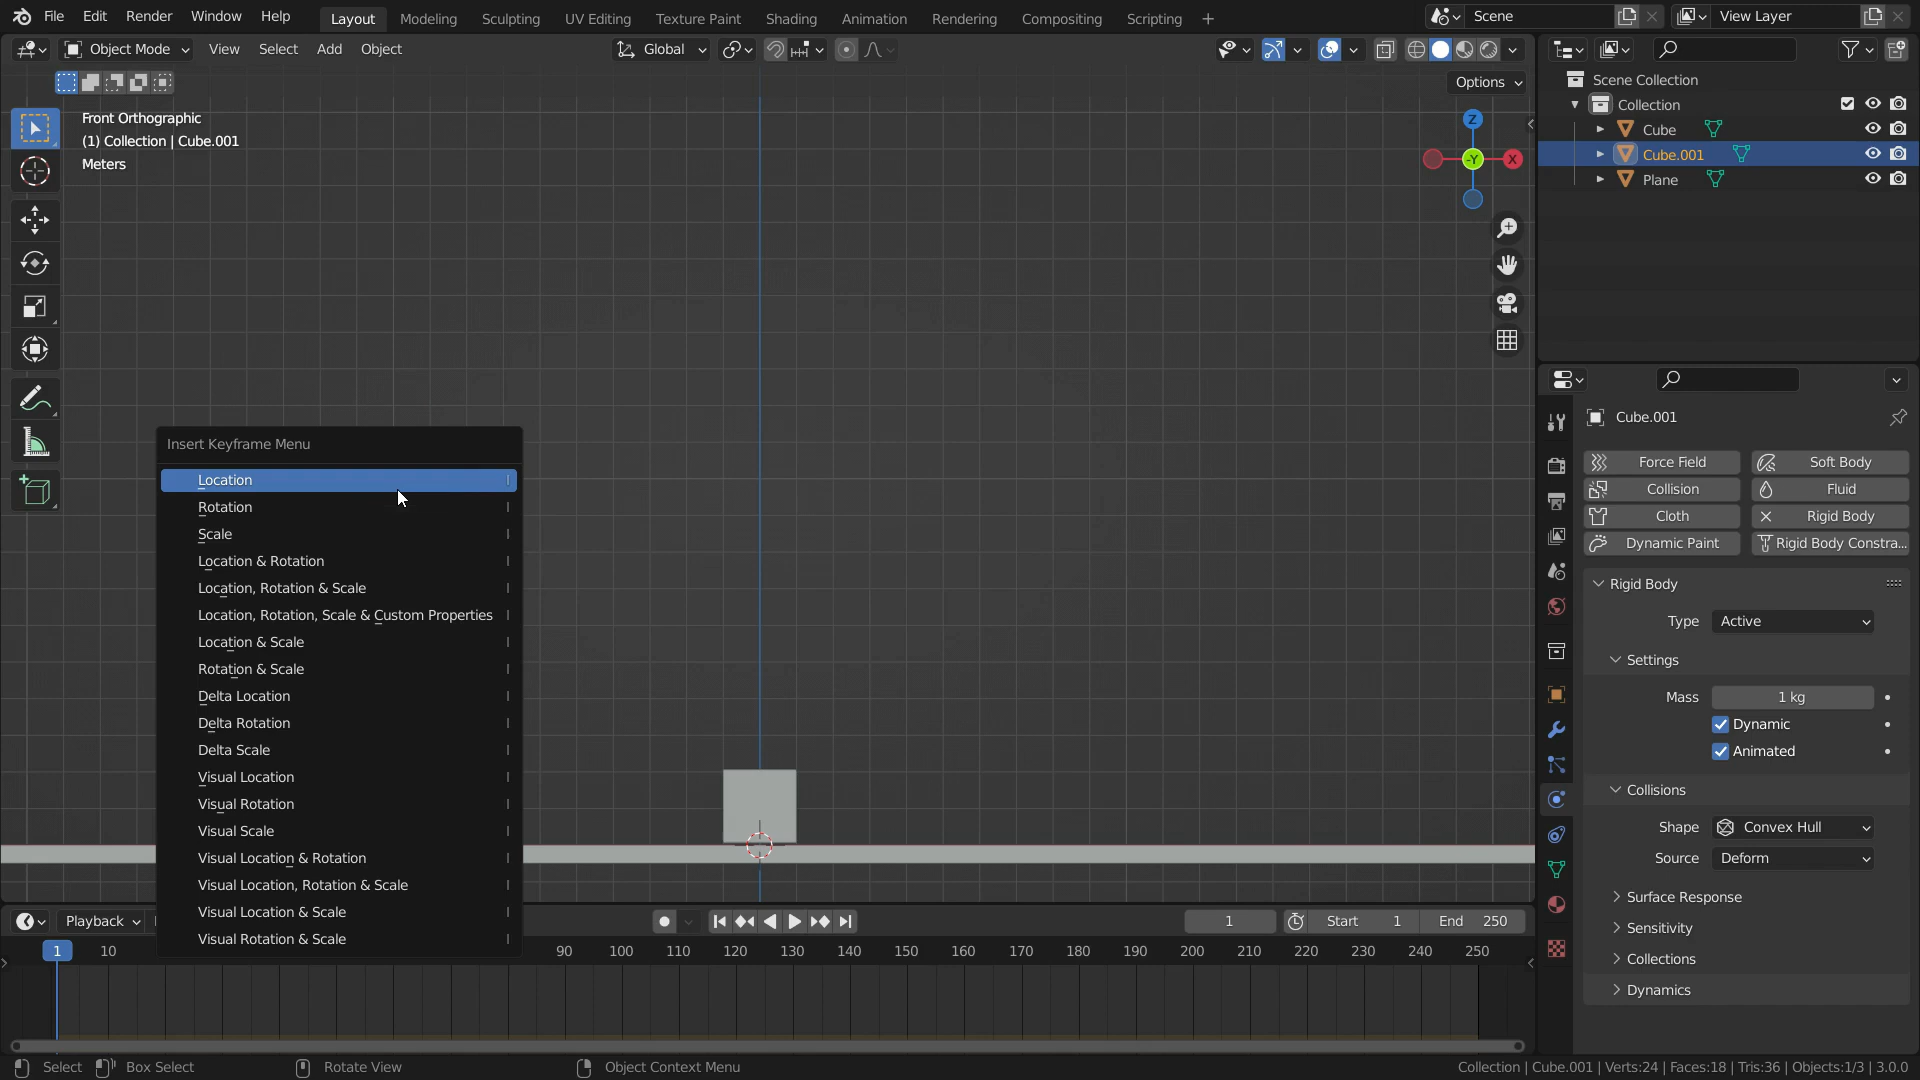 File Edit Render Window Help Layout Modeling Sculpting UV Editing Texture Paint Shading Animation Rendering Compositing Scripting + Scene View Layer
Object Mode View Select Add Object Global
Options
Front Orthographic
(1) Collection | Cube.001
Meters
Z
-Y
X
Scene Collection
Collection
Cube
Cube.001
Plane
Insert Keyframe Menu
Location I
Rotation I
Scale I
Location & Rotation I
Location, Rotation & Scale I
Location, Rotation, Scale & Custom Properties I
Location & Scale I
Rotation & Scale I
Delta Location I
Delta Rotation I
Delta Scale I
Visual Location I
Visual Rotation I
Visual Scale I
Visual Location & Rotation I
Visual Location, Rotation & Scale I
Visual Location & Scale I
Visual Rotation & Scale I
Cube.001
Force Field Soft Body
Collision Fluid
Cloth Rigid Body
Dynamic Paint Rigid Body Constra...
Rigid Body
Type Active
Settings
Mass 1 kg
Dynamic
Animated
Collisions
Shape Convex Hull
Source Deform
Surface Response
Sensitivity
Collections
Dynamics
Playback 1 Start 1 End 250
1 10 90 100 110 120 130 140 150 160 170 180 190 200 210 220 230 240 250
Select Box Select Rotate View Object Context Menu Collection | Cube.001 | Verts:24 | Faces:18 | Tris:36 | Objects:1/3 | 3.0.0